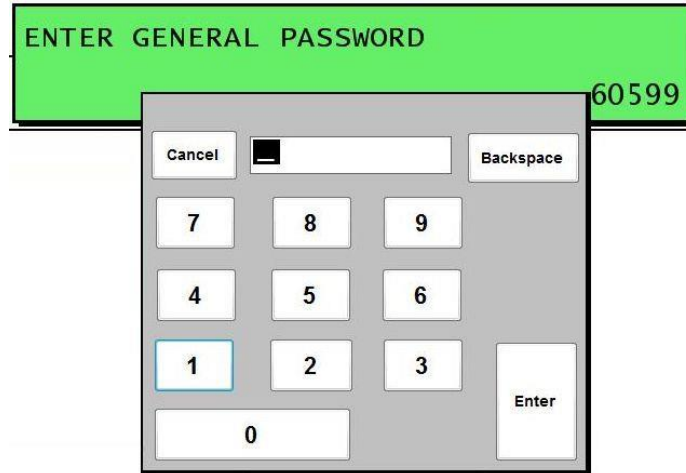 ENTER GENERAL PASSWORD
60599
Cancel _ Backspace
7 8 9
4 5 6
1 2 3
Enter
0